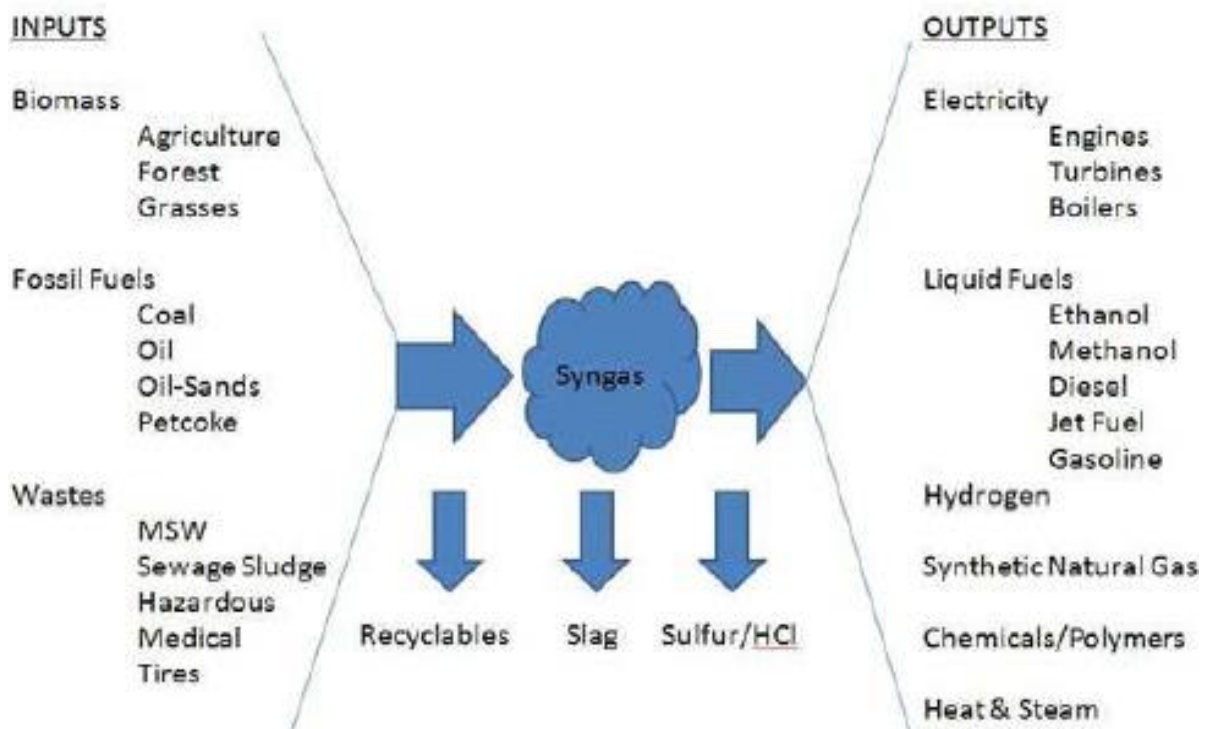 INPUTS
Biomass
Agriculture
Forest
Grasses
Fossil Fuels
Coal
Oil
Oil-Sands
Petcoke
Wastes
MSW
Sewage Sludge
Hazardous
Medical
Tires
Syngas
Recyclables
Slag
Sulfur/HCl
OUTPUTS
Electricity
Engines
Turbines
Boilers
Liquid Fuels
Ethanol
Methanol
Diesel
Jet Fuel
Gasoline
Hydrogen
Synthetic Natural Gas
Chemicals/Polymers
Heat & Steam